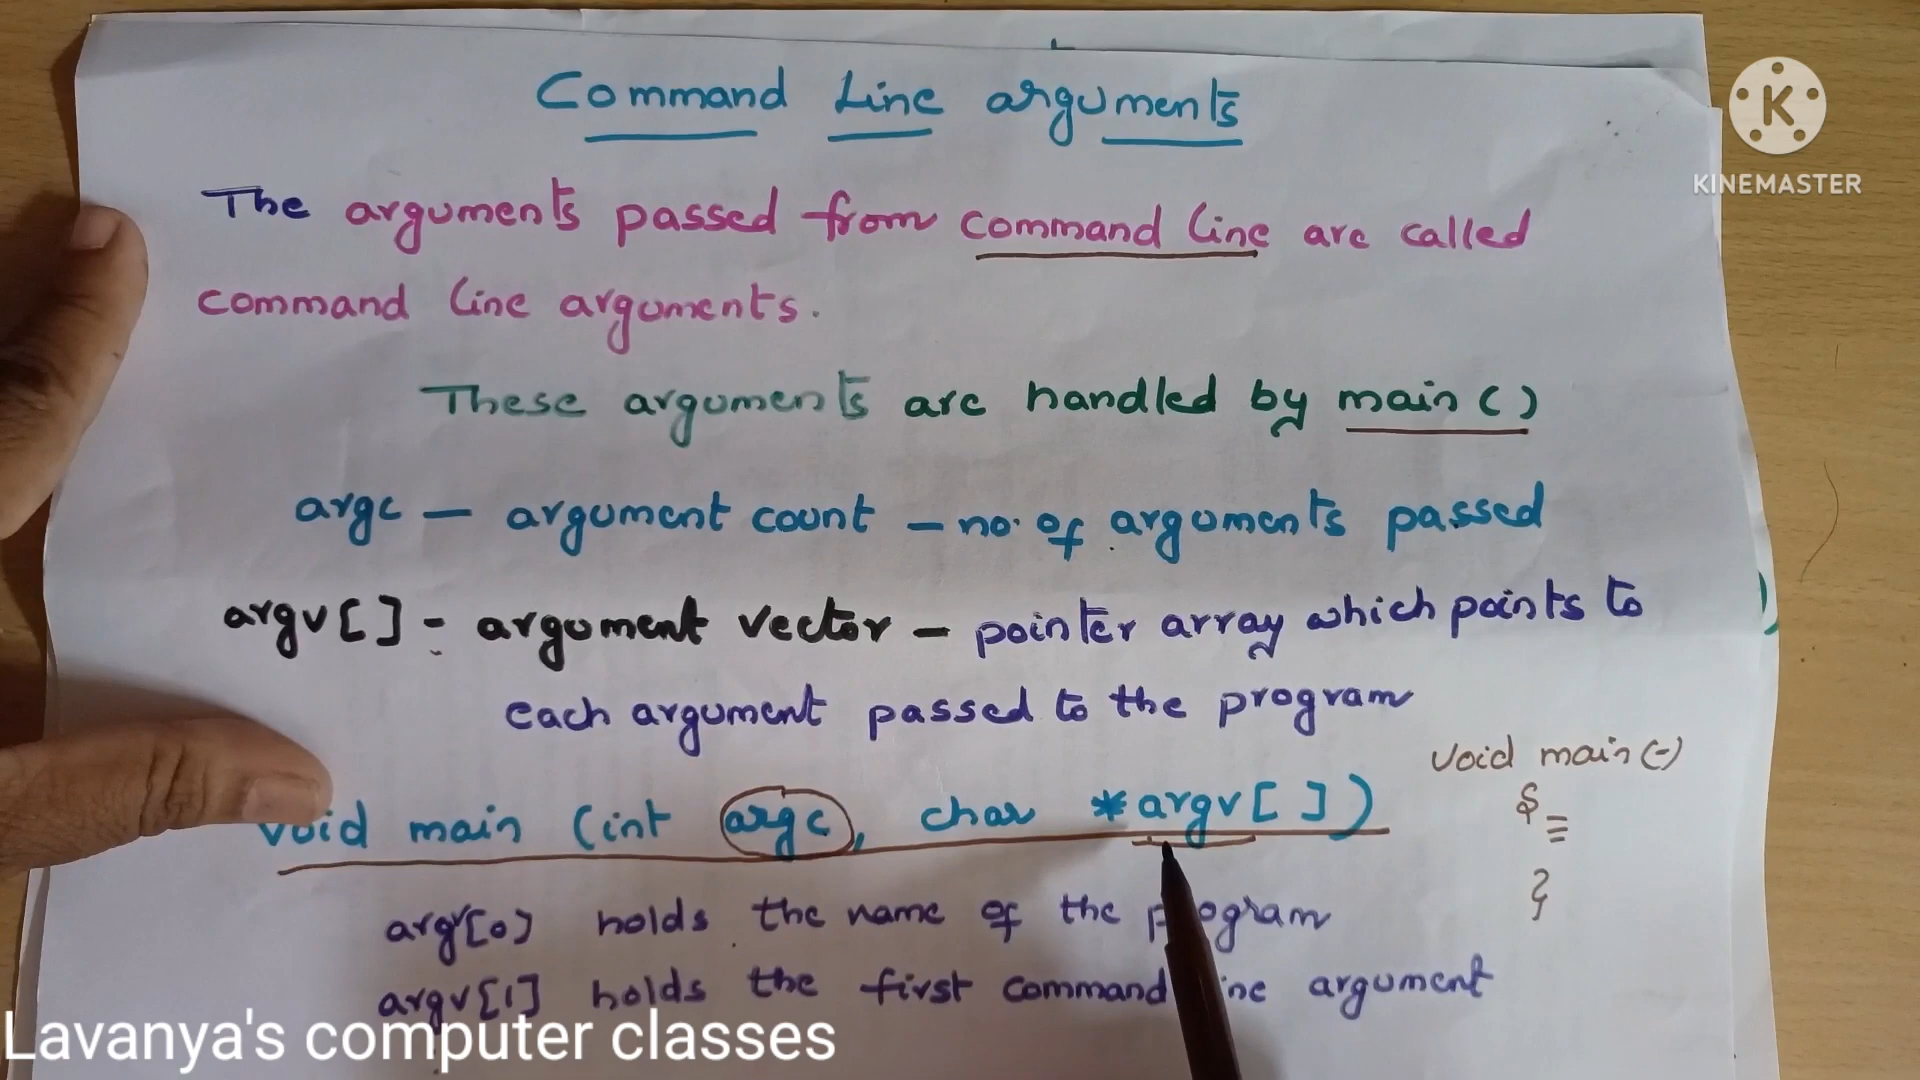 Command Line arguments
KINEMASTER
The arguments passed from command line are called
command line arguments.
These arguments are handled by main()
argc - argument count - no. of arguments passed
argv[] - argument vector - pointer array which points to
each argument passed to the program
void main(-)
void main (int argc, char *argv[])
argv[0] holds the name of the program
argv[1] holds the first command argument
Lavanya's computer classes